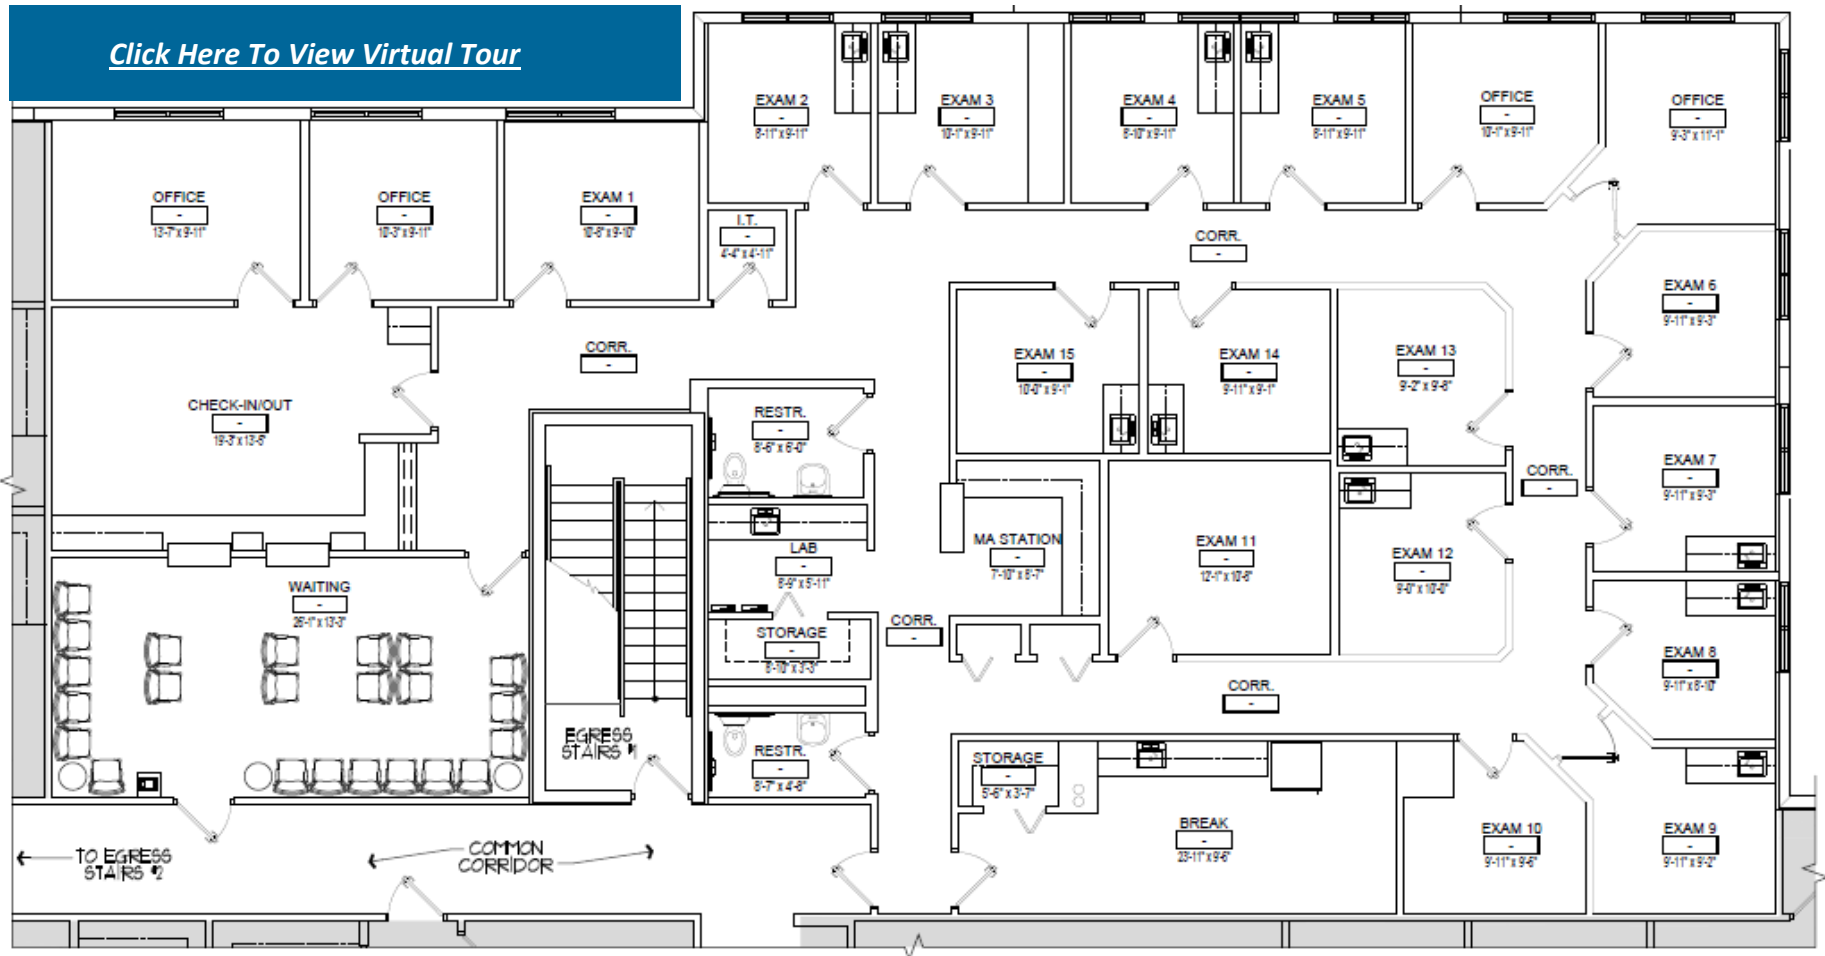 Click Here To View Virtual Tour
EXAM 2
-
8'-11" x 9'-11"
EXAM 3
-
10'-1" x 9'-11"
EXAM 4
-
8'-10" x 9'-11"
EXAM 5
-
8'-11" x 9'-11"
OFFICE
-
10'-1" x 9'-11"
OFFICE
-
9'-3" x 11'-1"
OFFICE
-
13'-7" x 9'-11"
OFFICE
-
10'-3" x 9'-11"
EXAM 1
-
10'-8" x 9'-10"
I.T.
-
4'-4" x 4'-11"
CORR.
-
EXAM 6
-
9'-11" x 9'-3"
CORR.
-
EXAM 15
-
10'-0" x 9'-1"
EXAM 14
-
9'-11" x 9'-1"
EXAM 13
-
9'-2" x 9'-8"
CHECK-IN/OUT
-
19'-3" x 13'-6"
RESTR.
-
8'-6" x 6'-0"
EXAM 7
-
9'-11" x 9'-3"
CORR.
-
LAB
-
8'-9" x 5'-11"
MA STATION
-
7'-10" x 8'-7"
EXAM 11
-
12'-1" x 10'-8"
EXAM 12
-
9'-0" x 10'-0"
WAITING
-
26'-1" x 13'-3"
STORAGE
-
8'-10" x 3'-3"
CORR.
-
EXAM 8
-
9'-11" x 8'-10"
CORR.
-
EGRESS
STAIRS #1
RESTR.
-
8'-7" x 4'-8"
STORAGE
-
5'-6" x 3'-7"
BREAK
-
23'-11" x 9'-6"
EXAM 10
-
9'-11" x 9'-6"
EXAM 9
-
9'-11" x 9'-2"
TO EGRESS
STAIRS #2
COMMON
CORRIDOR